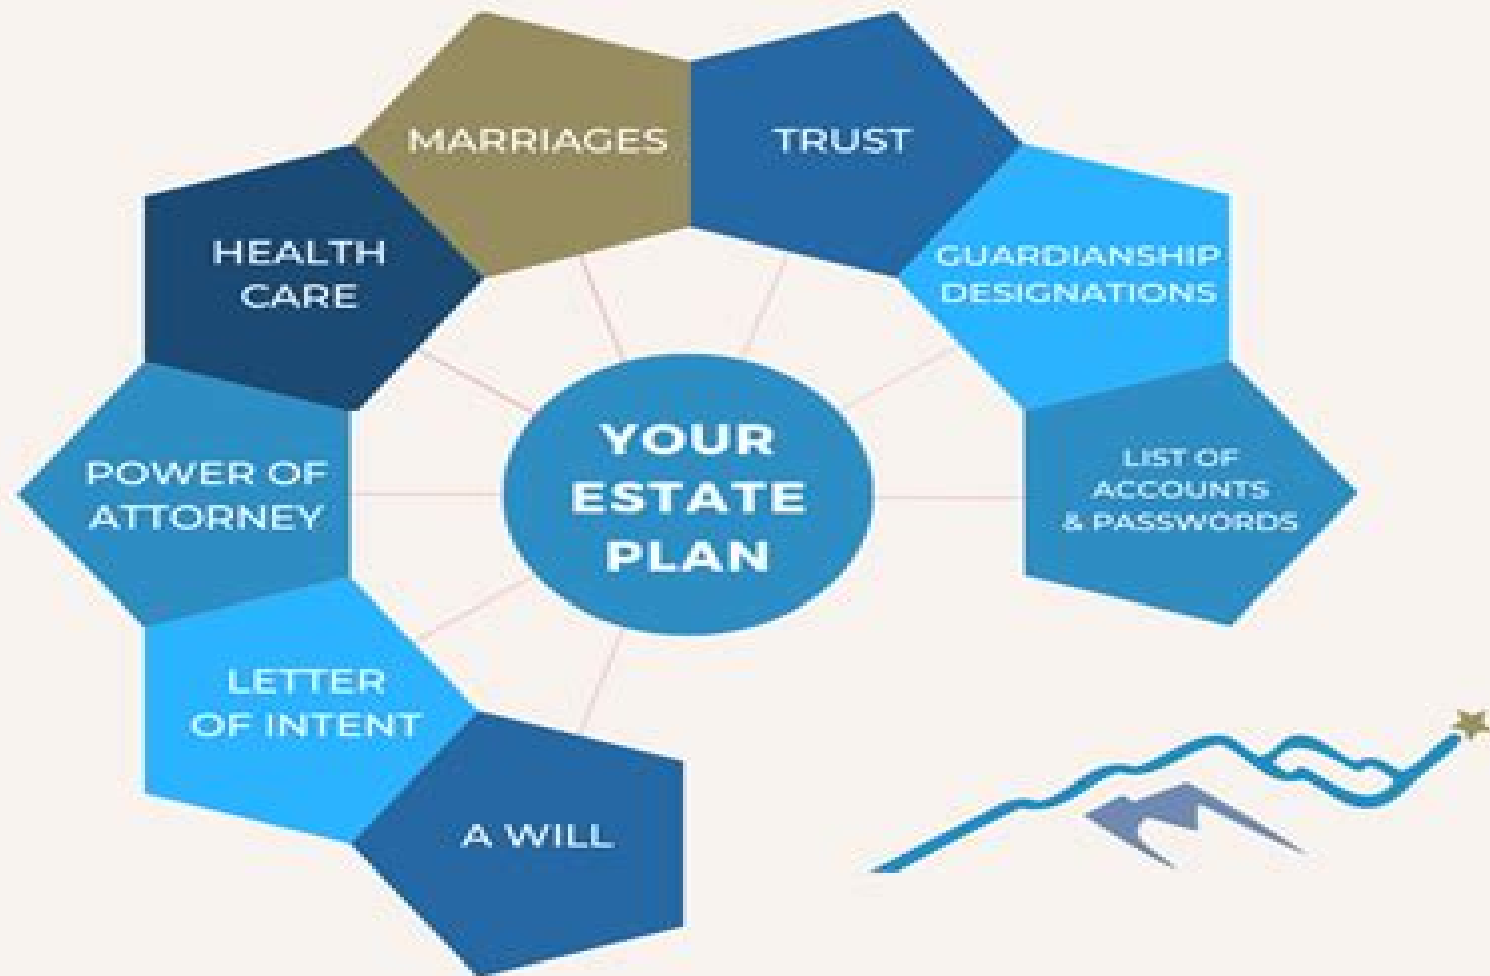 MARRIAGES
TRUST
HEALTH
CARE
GUARDIANSHIP
DESIGNATIONS
YOUR
ESTATE
PLAN
POWER OF
ATTORNEY
LIST OF
ACCOUNTS
& PASSWORDS
LETTER
OF INTENT
A WILL